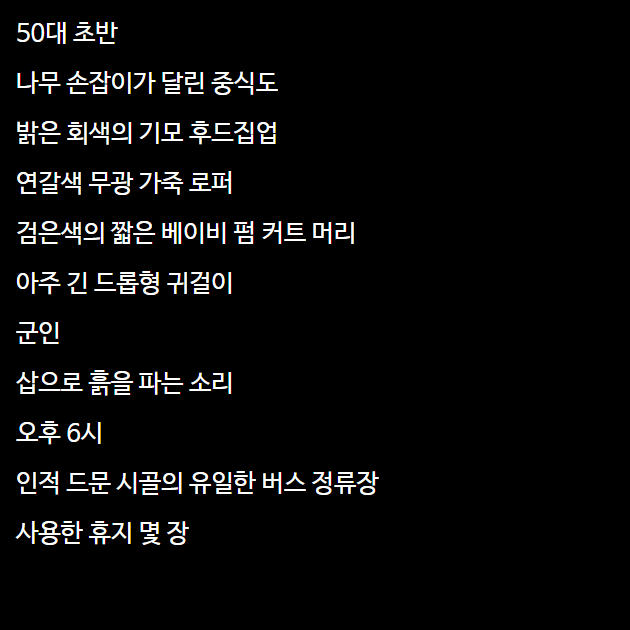 50대 초반
나무 손잡이가 달린 중식도
밝은 회색의 기모 후드집업
연갈색 무광 가죽 로퍼
검은색의 짧은 베이비 펌 커트 머리
아주 긴 드롭형 귀걸이
군인
삽으로 흙을 파는 소리
오후 6시
인적 드문 시골의 유일한 버스 정류장
사용한 휴지 몇 장